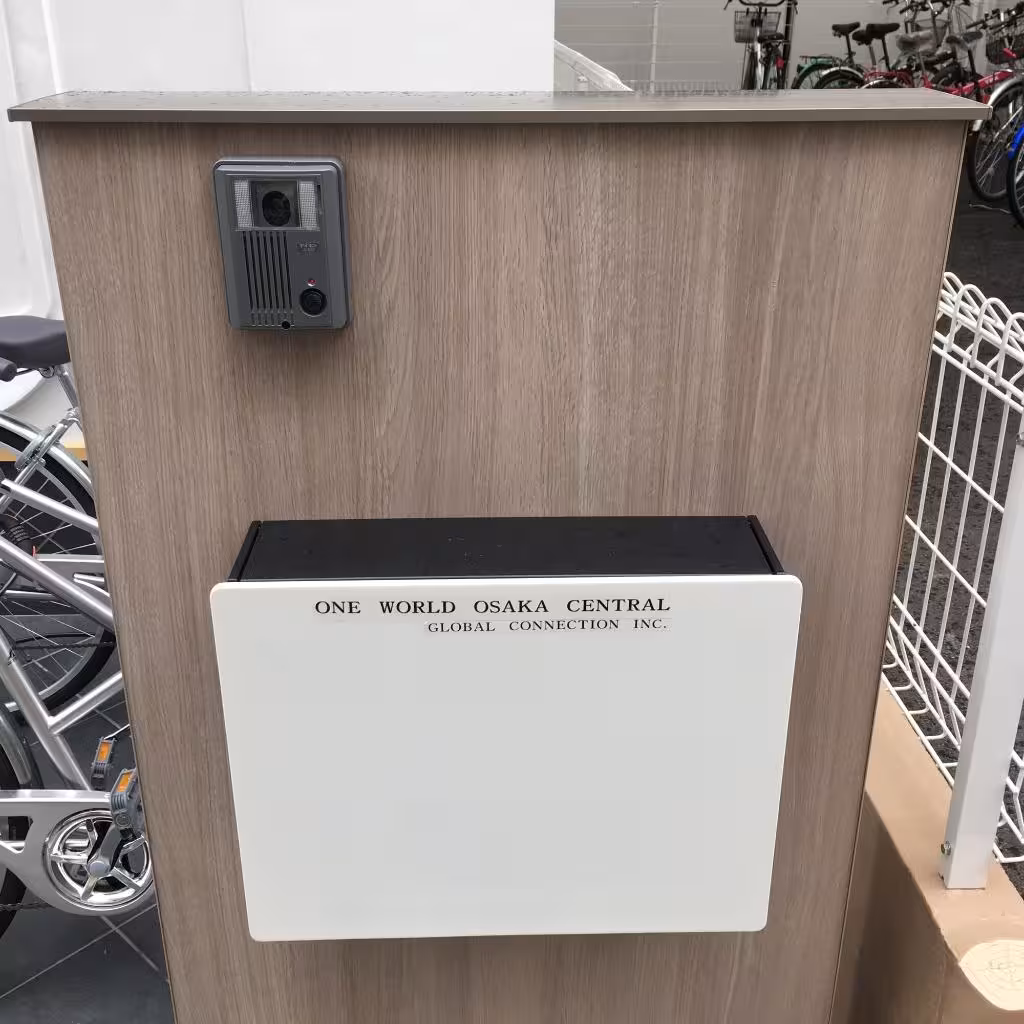 ONE WORLD OSAKA CENTRAL
GLOBAL CONNECTION INC.